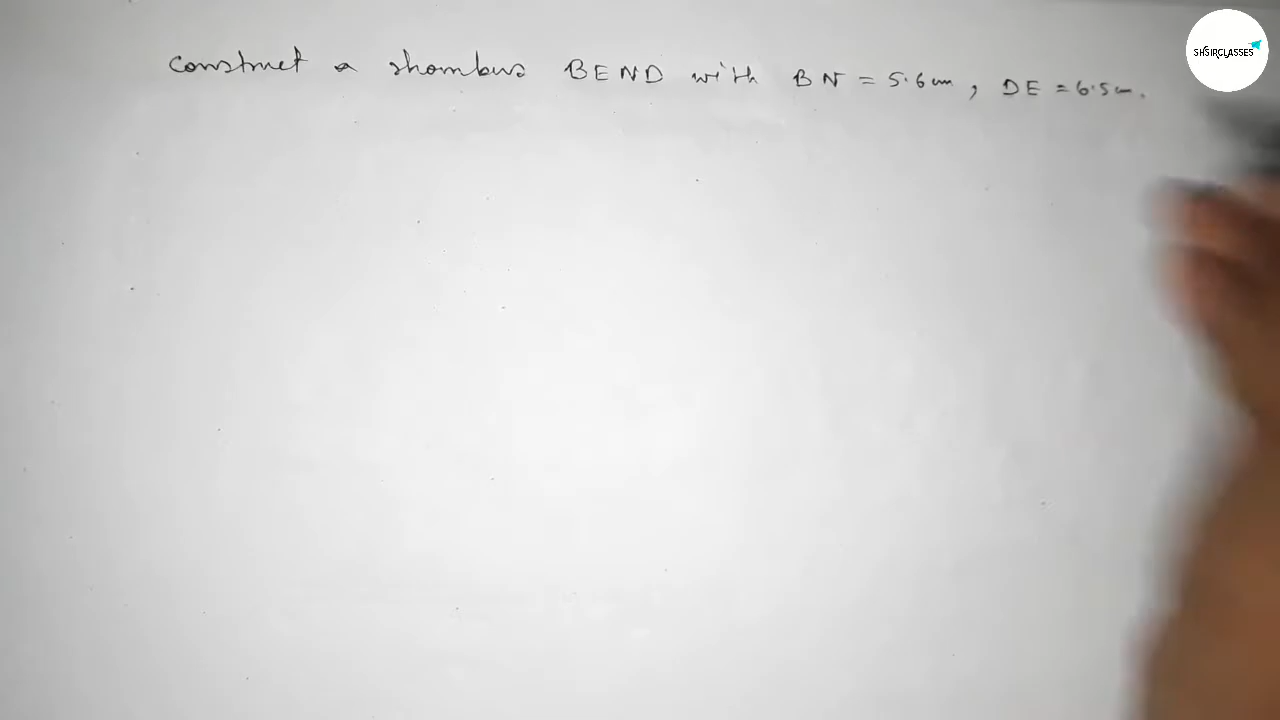 construct a rhombus BEND with BN = 5.6 cm, DE = 6.5 cm.
SHSIRCLASSES